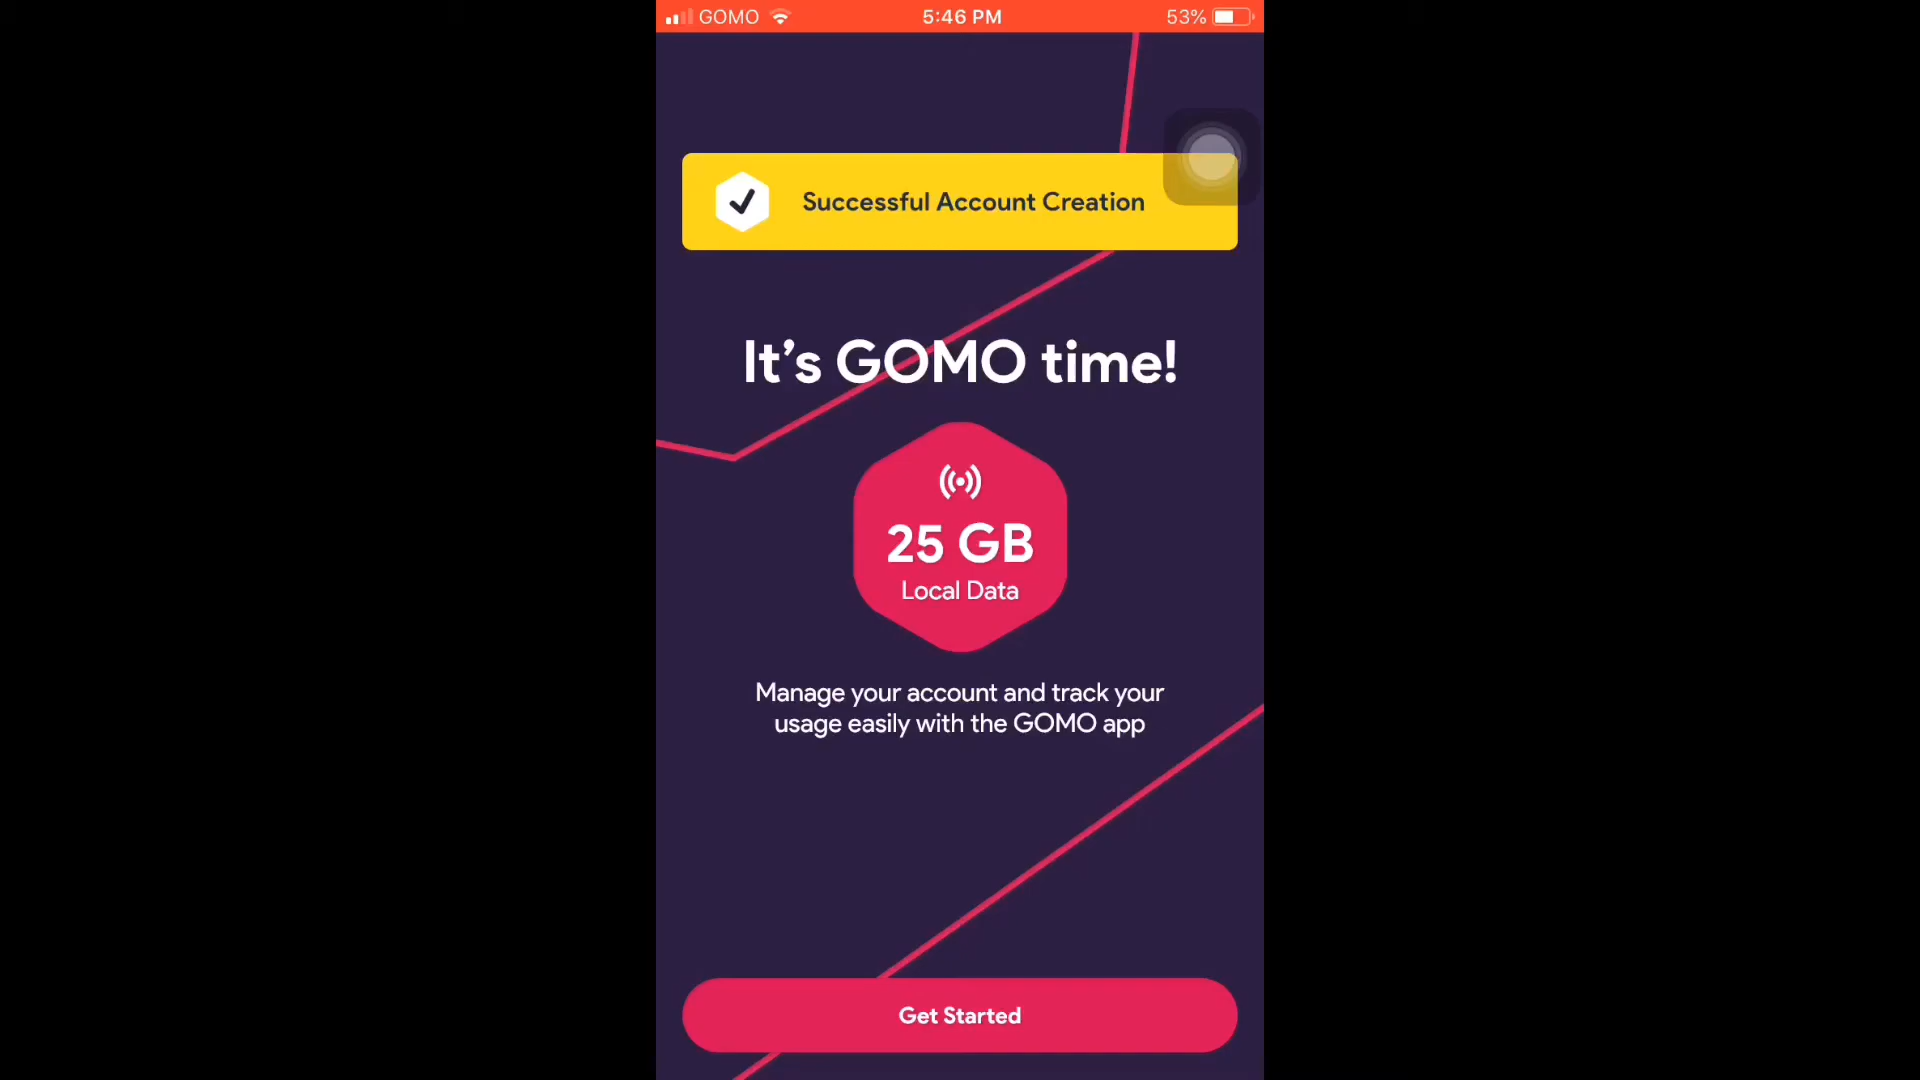 GOMO 5:46 PM 53%
Successful Account Creation
It's GOMO time!
25 GB
Local Data
Manage your account and track your
usage easily with the GOMO app
Get Started